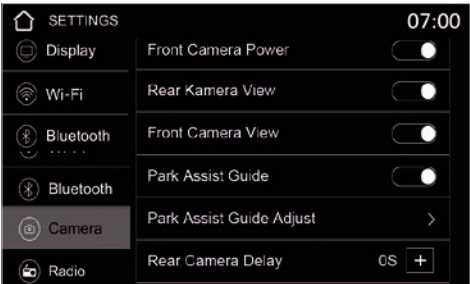 SETTINGS
07:00
Display
Wi-Fi
Bluetooth
Bluetooth
Camera
Radio
Front Camera Power
Rear Kamera View
Front Camera View
Park Assist Guide
Park Assist Guide Adjust >
Rear Camera Delay 0S +